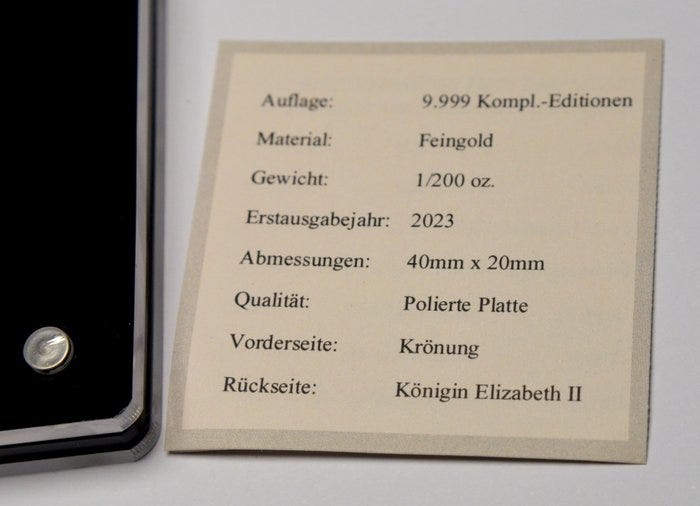 Auflage: 9.999 Kompl.-Editionen
Material: Feingold
Gewicht: 1/200 oz.
Erstausgabejahr: 2023
Abmessungen: 40mm x 20mm
Qualität: Polierte Platte
Vorderseite: Krönung
Rückseite: Königin Elizabeth II